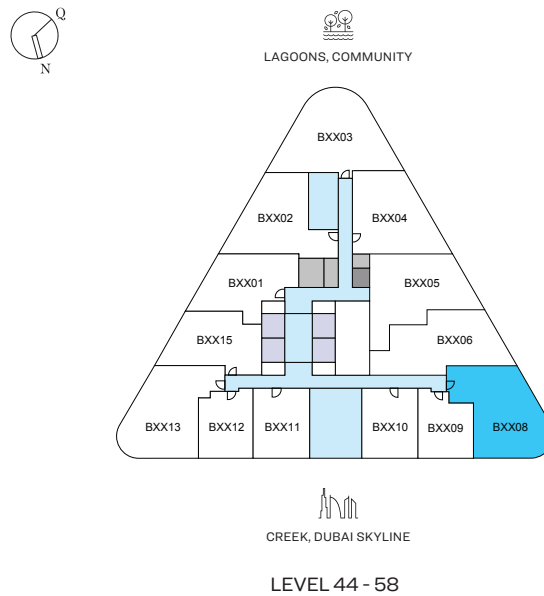 Q
N
LAGOONS, COMMUNITY
BXX03
BXX02
BXX04
BXX01
BXX05
BXX15
BXX06
BXX13
BXX12
BXX11
BXX10
BXX09
BXX08
CREEK, DUBAI SKYLINE
LEVEL 44 - 58